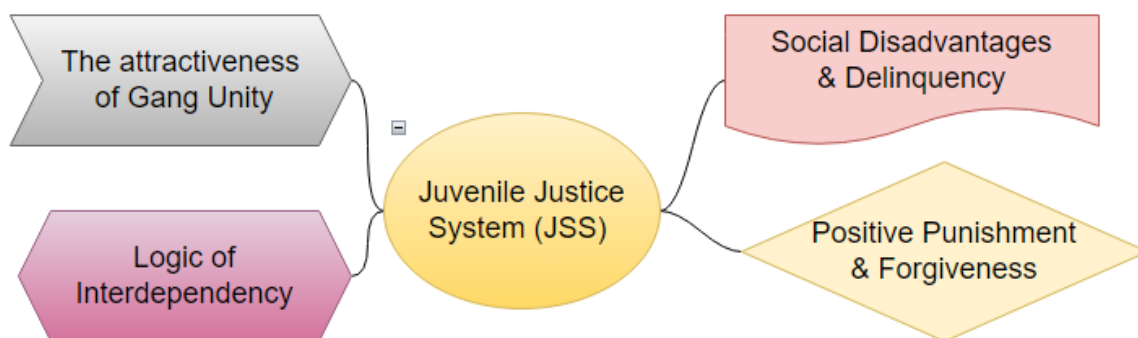 The attractiveness
of Gang Unity
Logic of
Interdependency
Juvenile Justice
System (JSS)
Social Disadvantages
& Delinquency
Positive Punishment
& Forgiveness